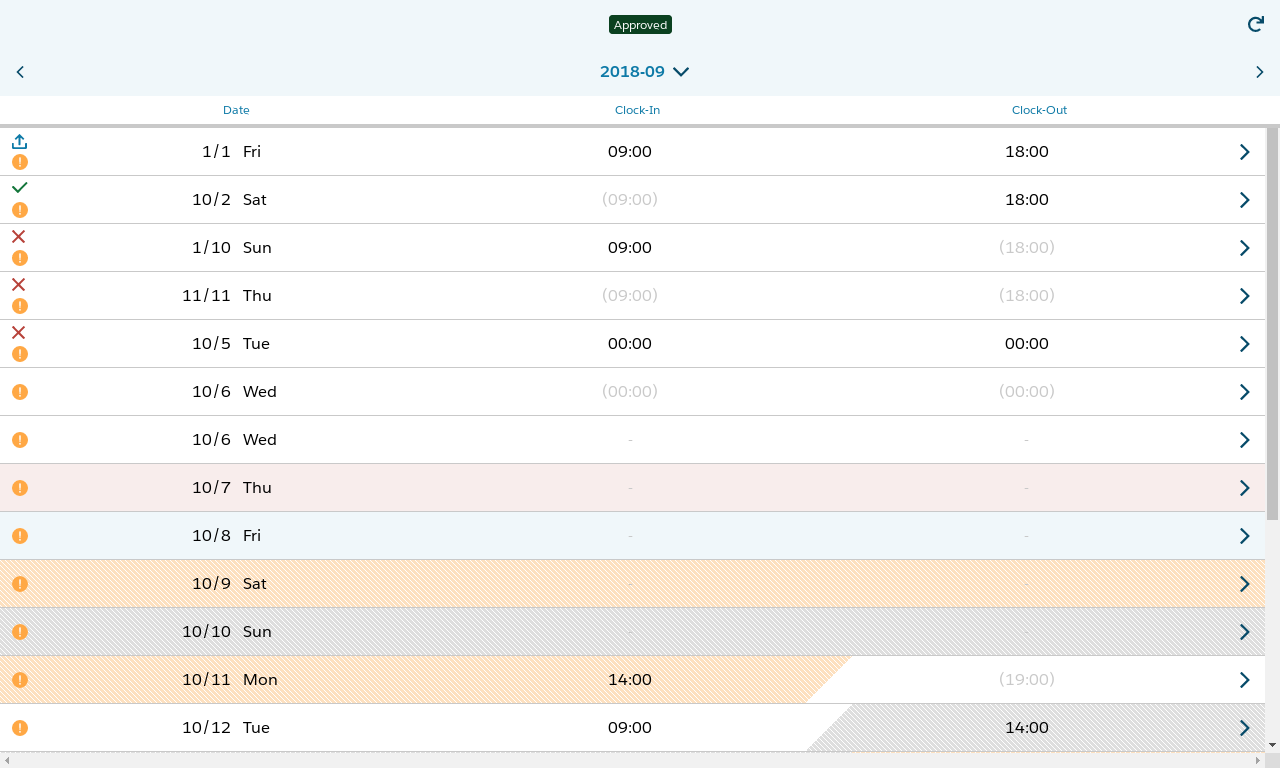 Approved
2018-09
Date Clock-In Clock-Out
1/1 Fri 09:00 18:00
10/2 Sat (09:00) 18:00
1/10 Sun 09:00 (18:00)
11/11 Thu (09:00) (18:00)
10/5 Tue 00:00 00:00
10/6 Wed (00:00) (00:00)
10/6 Wed - -
10/7 Thu - -
10/8 Fri - -
10/9 Sat - -
10/10 Sun - -
10/11 Mon 14:00 (19:00)
10/12 Tue 09:00 14:00